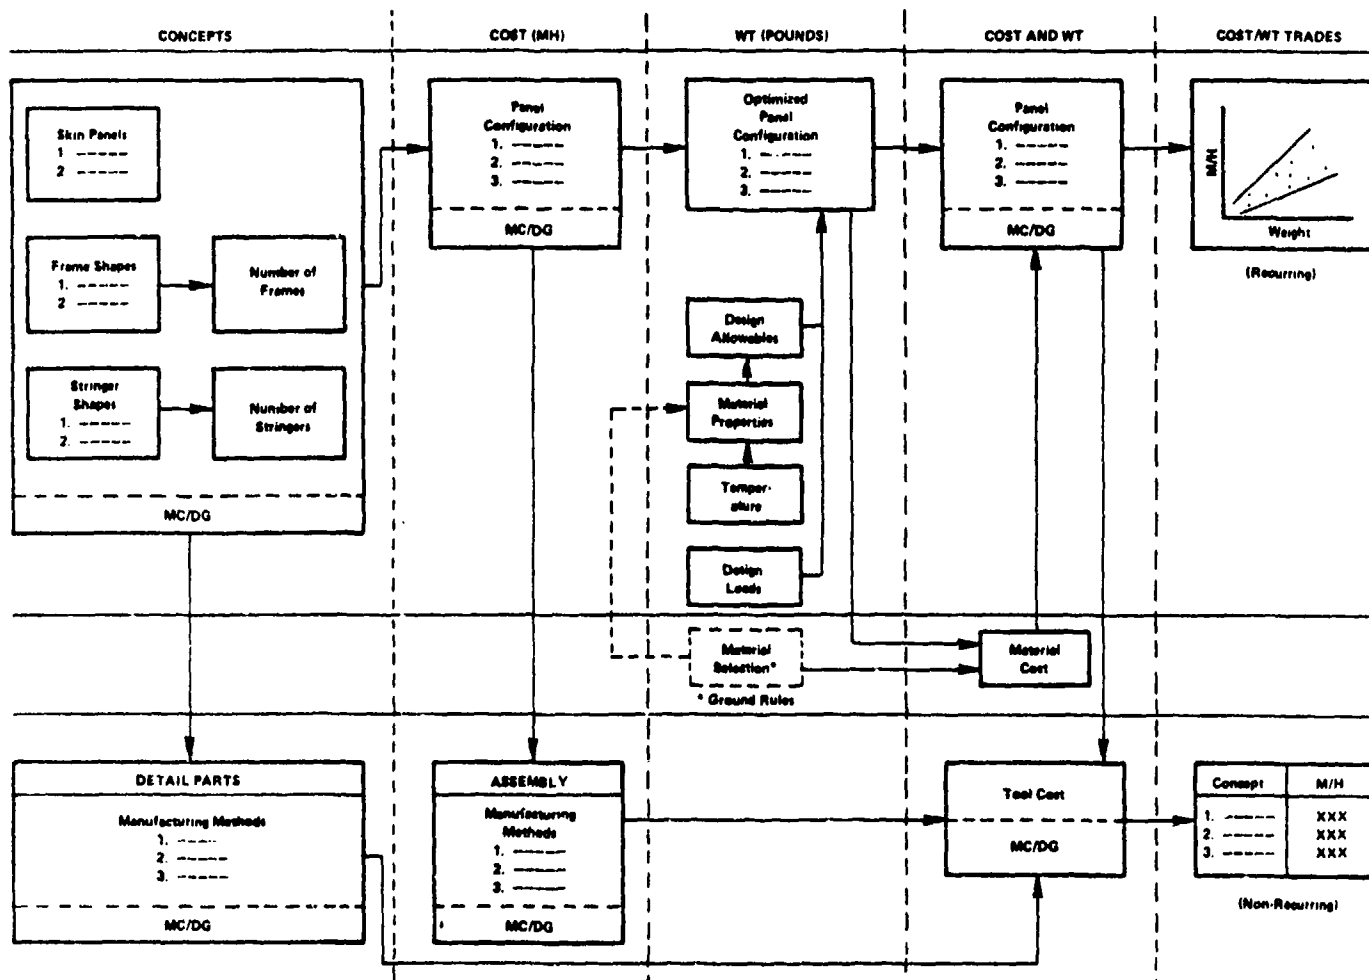 CONCEPTS
COST (MH)
WT (POUNDS)
COST AND WT
COST/WT TRADES
Skin Panels
1 -----
2 -----
Frame Shapes
1. -----
2 -----
Number of
Frames
Stringer
Shapes
1. -----
2. -----
Number of
Stringers
MC/DG
Panel
Configuration
1. -----
2. -----
3. -----
MC/DG
Optimized
Panel
Configuration
1. -----
2. -----
3. -----
Design
Allowables
Material
Properties
Temper-
ature
Design
Loads
Panel
Configuration
1. -----
2. -----
3. -----
MC/DG
M/H
Weight
(Recurring)
Material
Selection*
* Ground Rules
Material
Cost
DETAIL PARTS
Manufacturing Methods
1. -----
2. -----
3. -----
MC/DG
ASSEMBLY
Manufacturing
Methods
1. -----
2. -----
3. -----
MC/DG
Tool Cost
MC/DG
Concept M/H
1. ----- XXX
2. ----- XXX
3. ----- XXX
(Non-Recurring)